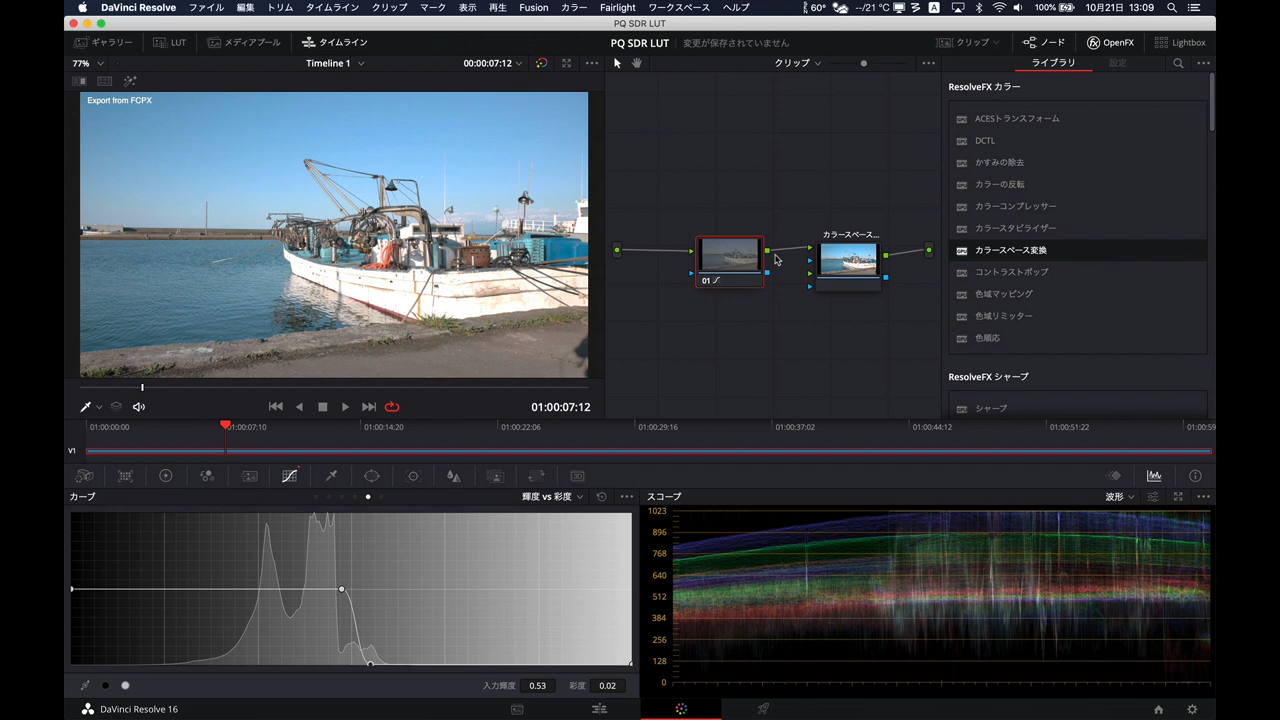 DaVinci Resolve ファイル 編集 トリム タイムライン クリップ マーク 表示 再生 Fusion カラー Fairlight ワークスペース ヘルプ 60° --/21 °C A 100% 10月21日 13:09
PQ SDR LUT
ギャラリー LUT メディアプール タイムライン PQ SDR LUT 変更が保存されていません クリップ ノード OpenFX Lightbox
77% Timeline 1 00:00:07:12 クリップ ライブラリ 設定
Export from FCPX
ResolveFX カラー
ACESトランスフォーム
DCTL
かすみの除去
カラーの反転
カラーコンプレッサー
カラースタビライザー
カラースペース変換
コントラストポップ
色域マッピング
色域リミッター
色順応
ResolveFX シャープ
シャープ
カラースペース...
01
01:00:07:12
01:00:00:00 01:00:07:10 01:00:14:20 01:00:22:06 01:00:29:16 01:00:37:02 01:00:44:12 01:00:51:22 01:00:59
V1
3D
カーブ 輝度 vs 彩度 スコープ 波形
1023
896
768
640
512
384
256
128
0
入力輝度 0.53 彩度 0.02
DaVinci Resolve 16